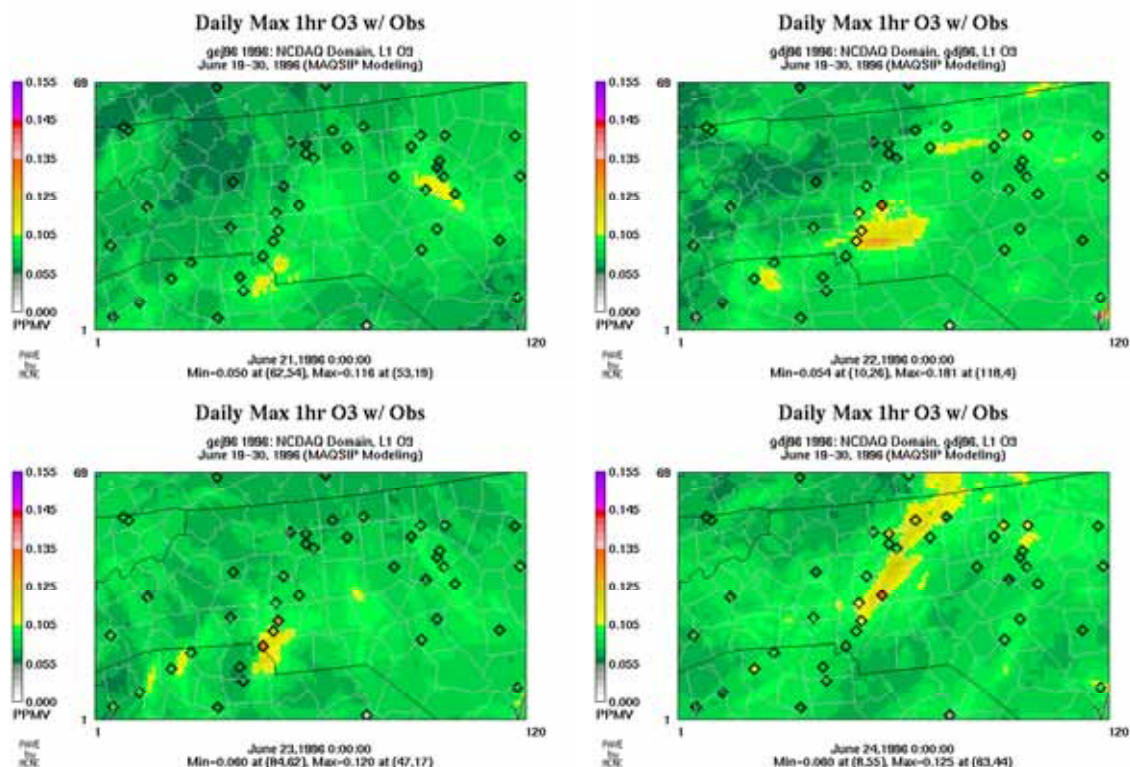 Daily Max 1hr O3 w/ Obs
gej96 1996: NCDAQ Domain, L1 O3
June 19-30, 1996 (MAQSIP Modeling)
0.155
0.145
0.135
0.105
0.055
0.000
PPMV
69
1
1
120
June 21,1996 0:00:00
Min=0.050 at (62,54), Max=0.116 at (53,19)
Daily Max 1hr O3 w/ Obs
gdj96 1996: NCDAQ Domain, gdj96, L1 O3
June 19-30, 1996 (MAQSIP Modeling)
0.155
0.145
0.135
0.105
0.055
0.000
PPMV
69
1
1
120
June 22,1996 0:00:00
Min=0.054 at (10,26), Max=0.181 at (118,4)
Daily Max 1hr O3 w/ Obs
gej96 1996: NCDAQ Domain, L1 O3
June 19-30, 1996 (MAQSIP Modeling)
0.155
0.145
0.135
0.105
0.055
0.000
PPMV
69
1
1
120
June 23,1996 0:00:00
Min=0.060 at (84,62), Max=0.120 at (47,17)
Daily Max 1hr O3 w/ Obs
gdj96 1996: NCDAQ Domain, gdj96, L1 O3
June 19-30, 1996 (MAQSIP Modeling)
0.155
0.145
0.135
0.105
0.055
0.000
PPMV
69
1
1
120
June 24,1996 0:00:00
Min=0.060 at (8,55), Max=0.125 at (63,44)